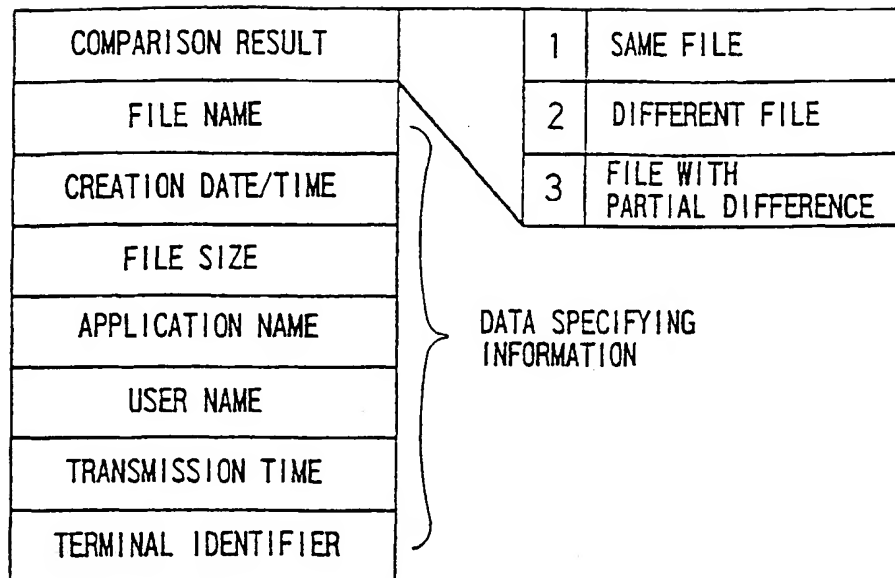 COMPARISON RESULT
FILE NAME
CREATION DATE/TIME
FILE SIZE
APPLICATION NAME
USER NAME
TRANSMISSION TIME
TERMINAL IDENTIFIER
1 SAME FILE
2 DIFFERENT FILE
3 FILE WITH
PARTIAL DIFFERENCE
DATA SPECIFYING
INFORMATION